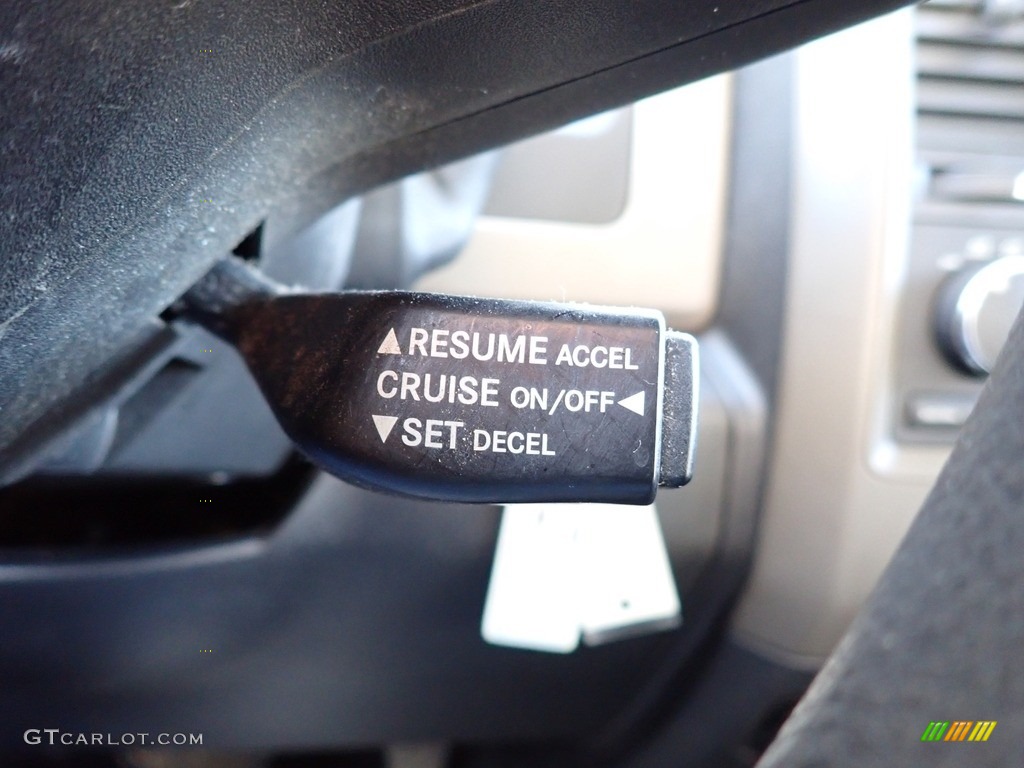 ▲RESUME ACCEL
CRUISE ON/OFF◀
▼SET DECEL
GTCARLOT.COM